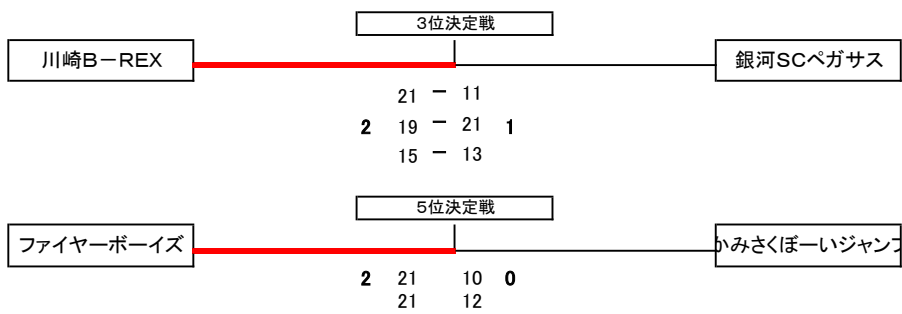 3位決定戦
川崎B－REX 銀河SCペガサス
21 － 11
2 19 － 21 1
15 － 13
5位決定戦
ファイヤーボーイズ かみさくぼーいジャンプ
2 21 10 0
21 12